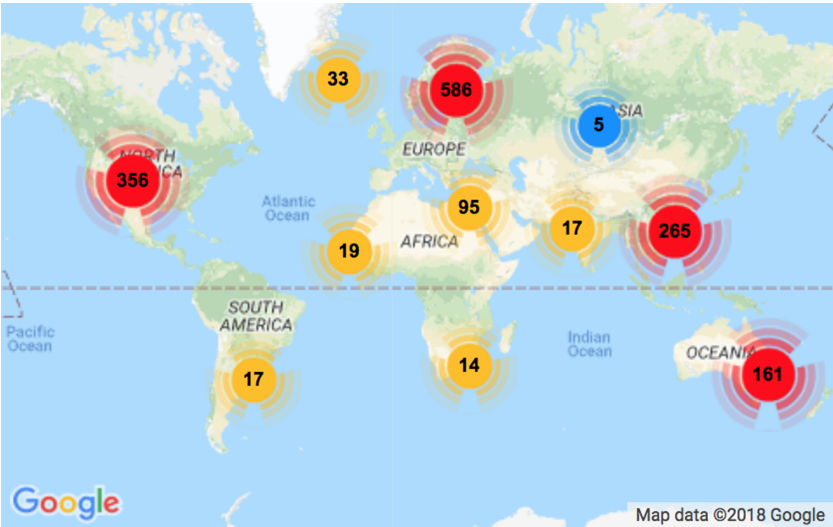 33
586
5
ASIA
EUROPE
NORTH
AMERICA
356
Atlantic
Ocean
95
17
265
19
AFRICA
SOUTH
AMERICA
Pacific
Ocean
Indian
Ocean
OCEANIA
17
14
161
Google
Map data ©2018 Google